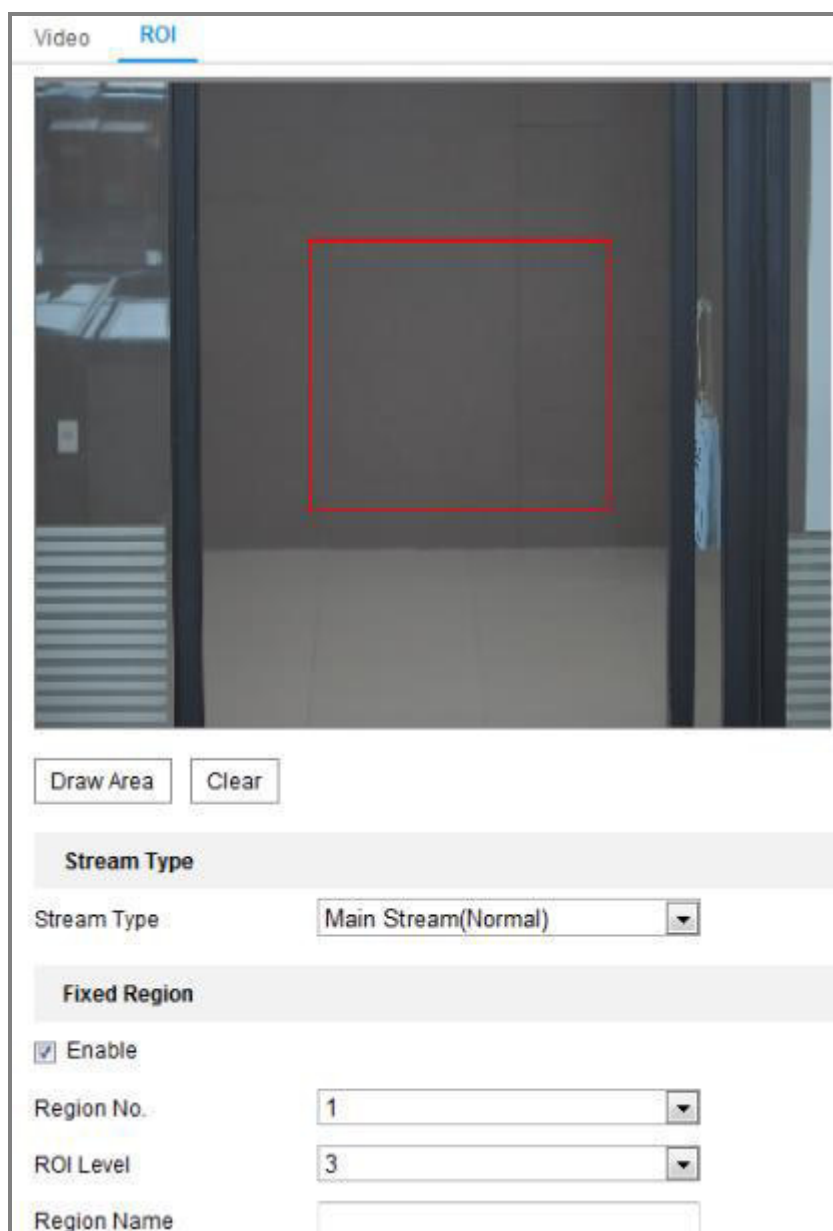 Video ROI
Draw Area Clear
Stream Type
Stream Type Main Stream(Normal)
Fixed Region
Enable
Region No. 1
ROI Level 3
Region Name